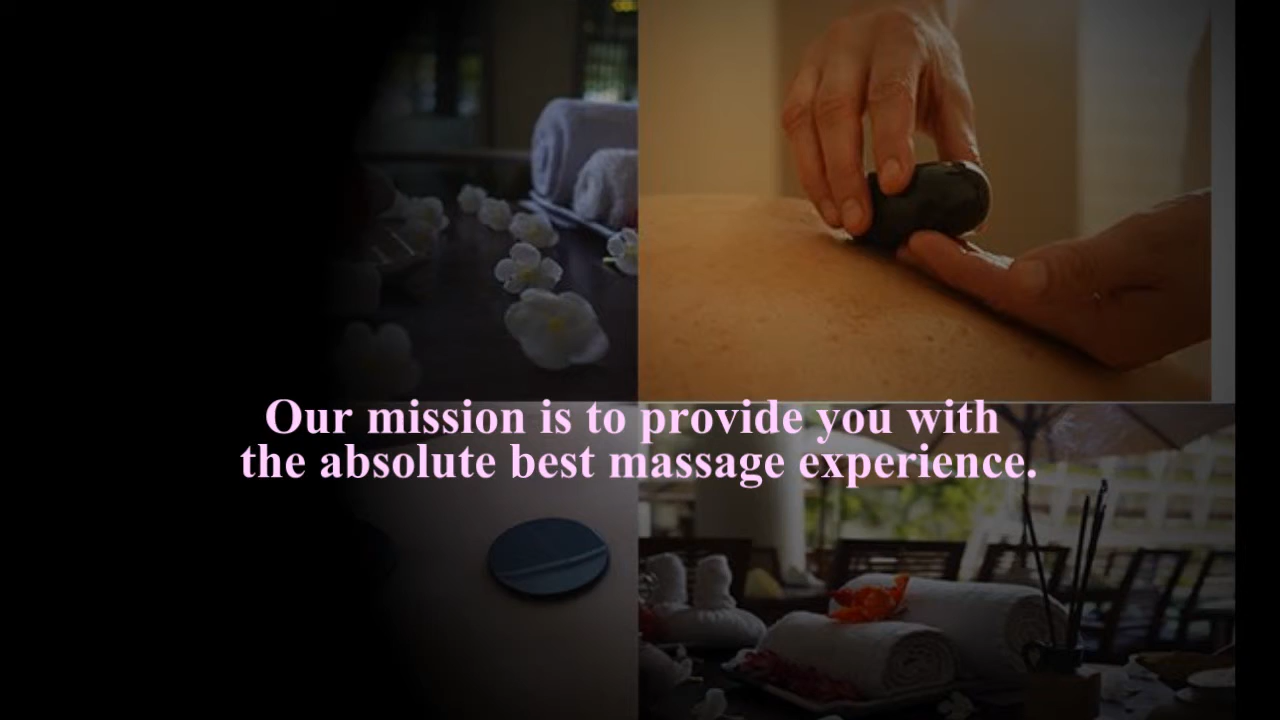 Our mission is to provide you with
the absolute best massage experience.